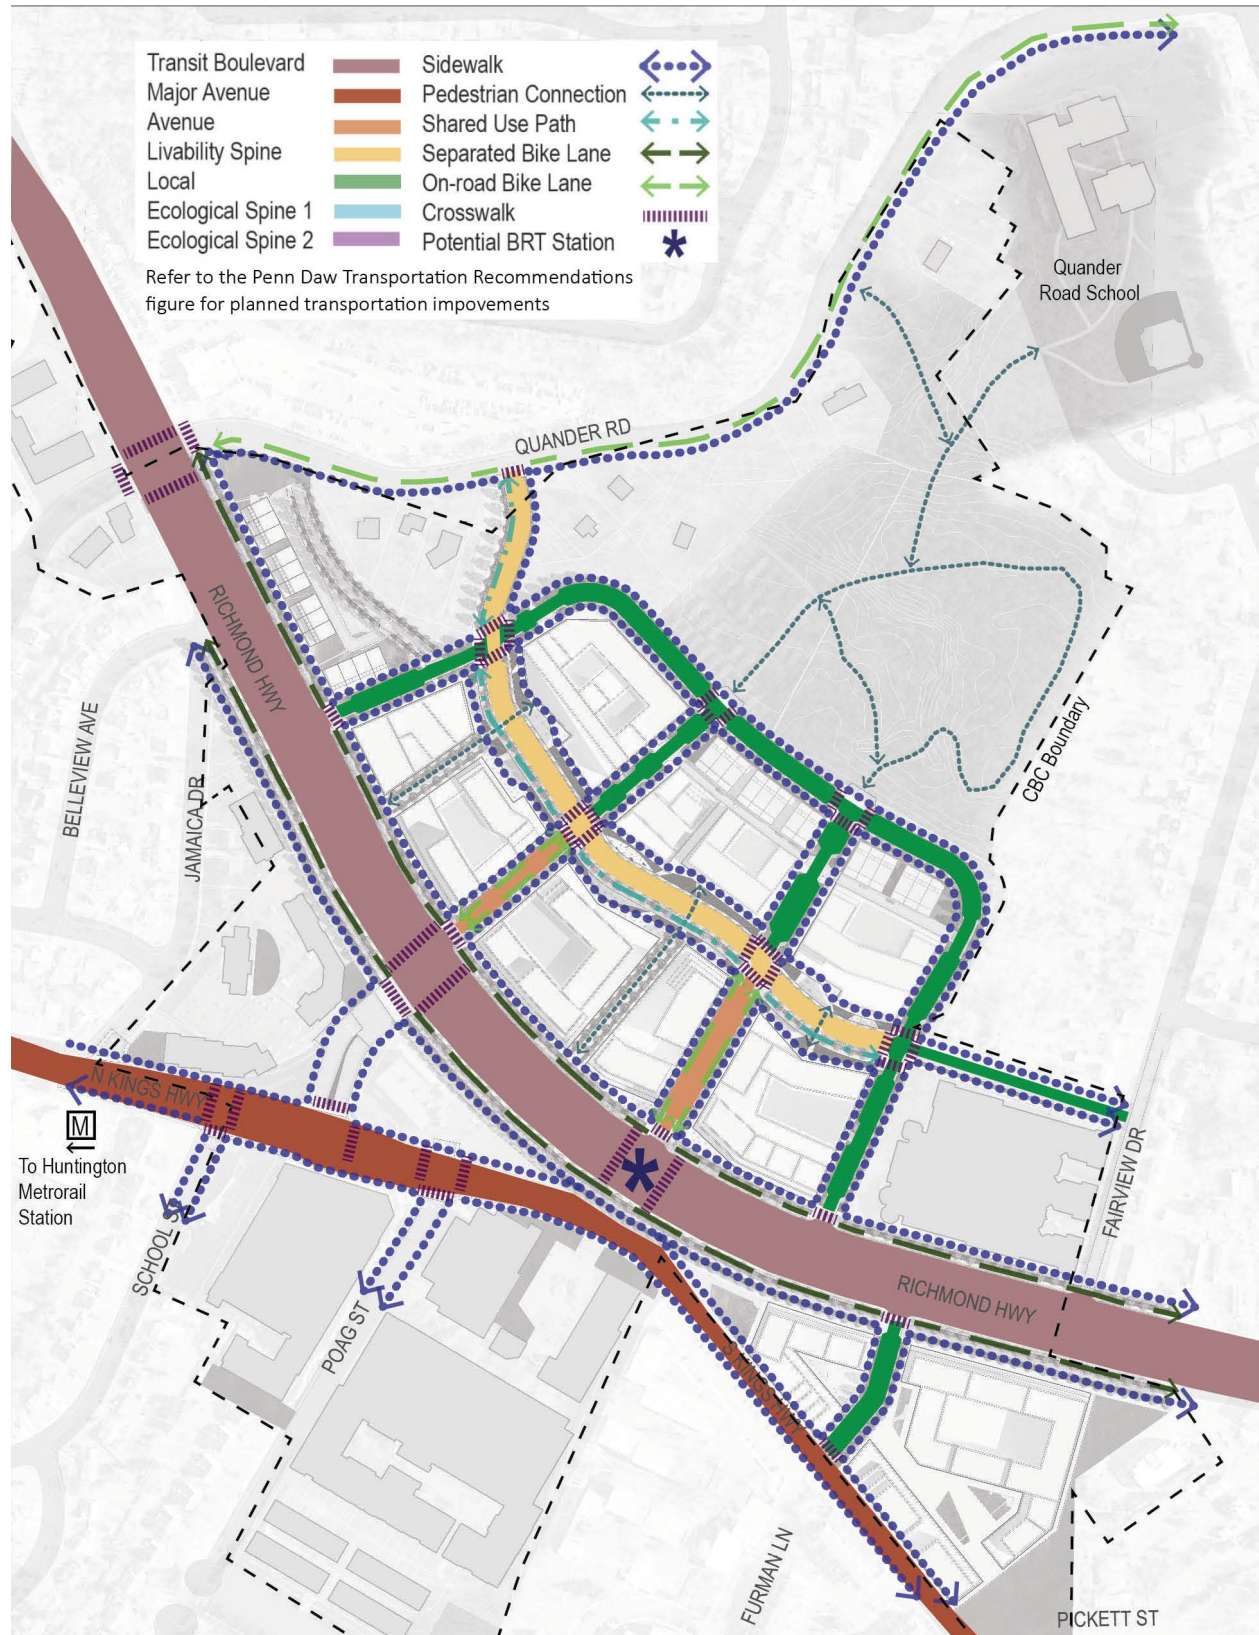 Transit Boulevard
Major Avenue
Avenue
Livability Spine
Local
Ecological Spine 1
Ecological Spine 2
Sidewalk
Pedestrian Connection
Shared Use Path
Separated Bike Lane
On-road Bike Lane
Crosswalk
Potential BRT Station
Refer to the Penn Daw Transportation Recommendations
figure for planned transportation impovements
Quander
Road School
QUANDER RD
RICHMOND HWY
BELLEVIEW AVE
JAMAICA DR
CBC Boundary
N KINGS HWY
M
To Huntington
Metrorail
Station
SCHOOL ST
POAG ST
FAIRVIEW DR
RICHMOND HWY
S KINGS HWY
FURMAN LN
PICKETT ST